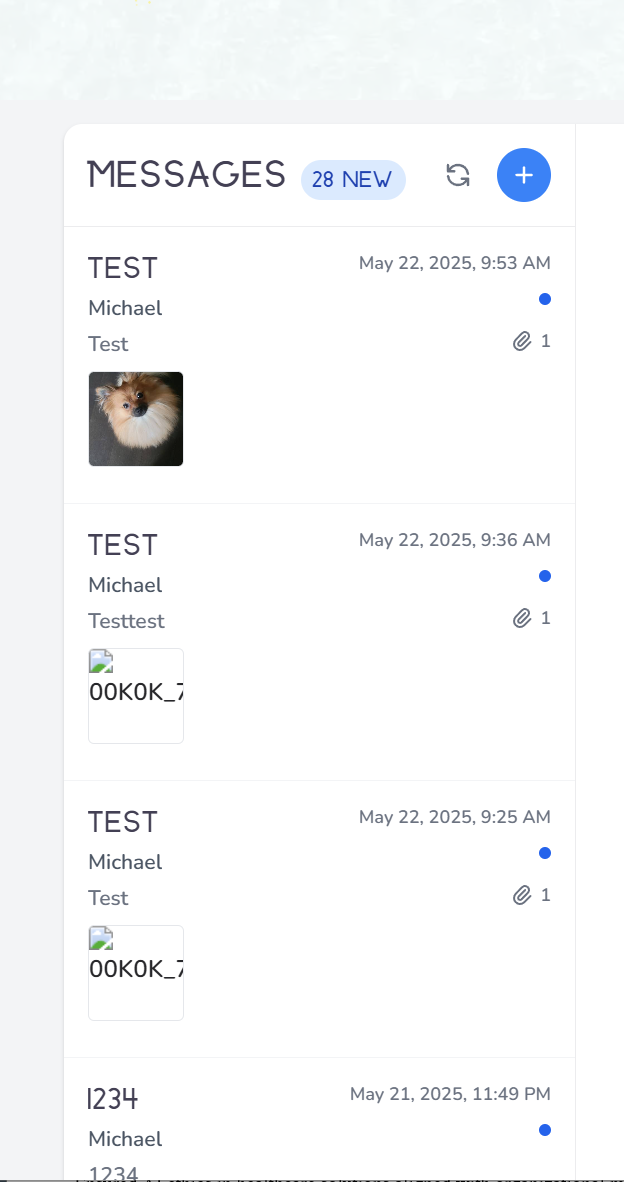 MESSAGES 28 NEW
TEST May 22, 2025, 9:53 AM
Michael
Test 1
TEST May 22, 2025, 9:36 AM
Michael
Testtest 1
00K0K_7
TEST May 22, 2025, 9:25 AM
Michael
Test 1
00K0K_7
1234 May 21, 2025, 11:49 PM
Michael
1234